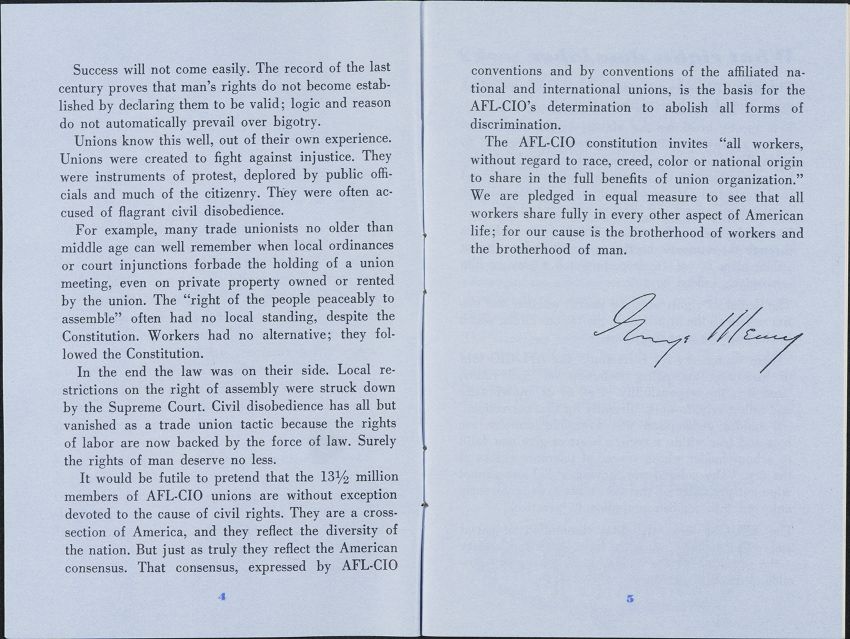 Success will not come easily. The record of the last
century proves that man's rights do not become estab-
lished by declaring them to be valid; logic and reason
do not automatically prevail over bigotry.
Unions know this well, out of their own experience.
Unions were created to fight against injustice. They
were instruments of protest, deplored by public offi-
cials and much of the citizenry. They were often ac-
cused of flagrant civil disobedience.
For example, many trade unionists no older than
middle age can well remember when local ordinances
or court injunctions forbade the holding of a union
meeting, even on private property owned or rented
by the union. The “right of the people peaceably to
assemble” often had no local standing, despite the
Constitution. Workers had no alternative; they fol-
lowed the Constitution.
In the end the law was on their side. Local re-
strictions on the right of assembly were struck down
by the Supreme Court. Civil disobedience has all but
vanished as a trade union tactic because the rights
of labor are now backed by the force of law. Surely
the rights of man deserve no less.
It would be futile to pretend that the 13½ million
members of AFL-CIO unions are without exception
devoted to the cause of civil rights. They are a cross-
section of America, and they reflect the diversity of
the nation. But just as truly they reflect the American
consensus. That consensus, expressed by AFL-CIO
4
conventions and by conventions of the affiliated na-
tional and international unions, is the basis for the
AFL-CIO's determination to abolish all forms of
discrimination.
The AFL-CIO constitution invites “all workers,
without regard to race, creed, color or national origin
to share in the full benefits of union organization.”
We are pledged in equal measure to see that all
workers share fully in every other aspect of American
life; for our cause is the brotherhood of workers and
the brotherhood of man.
George Meany
5